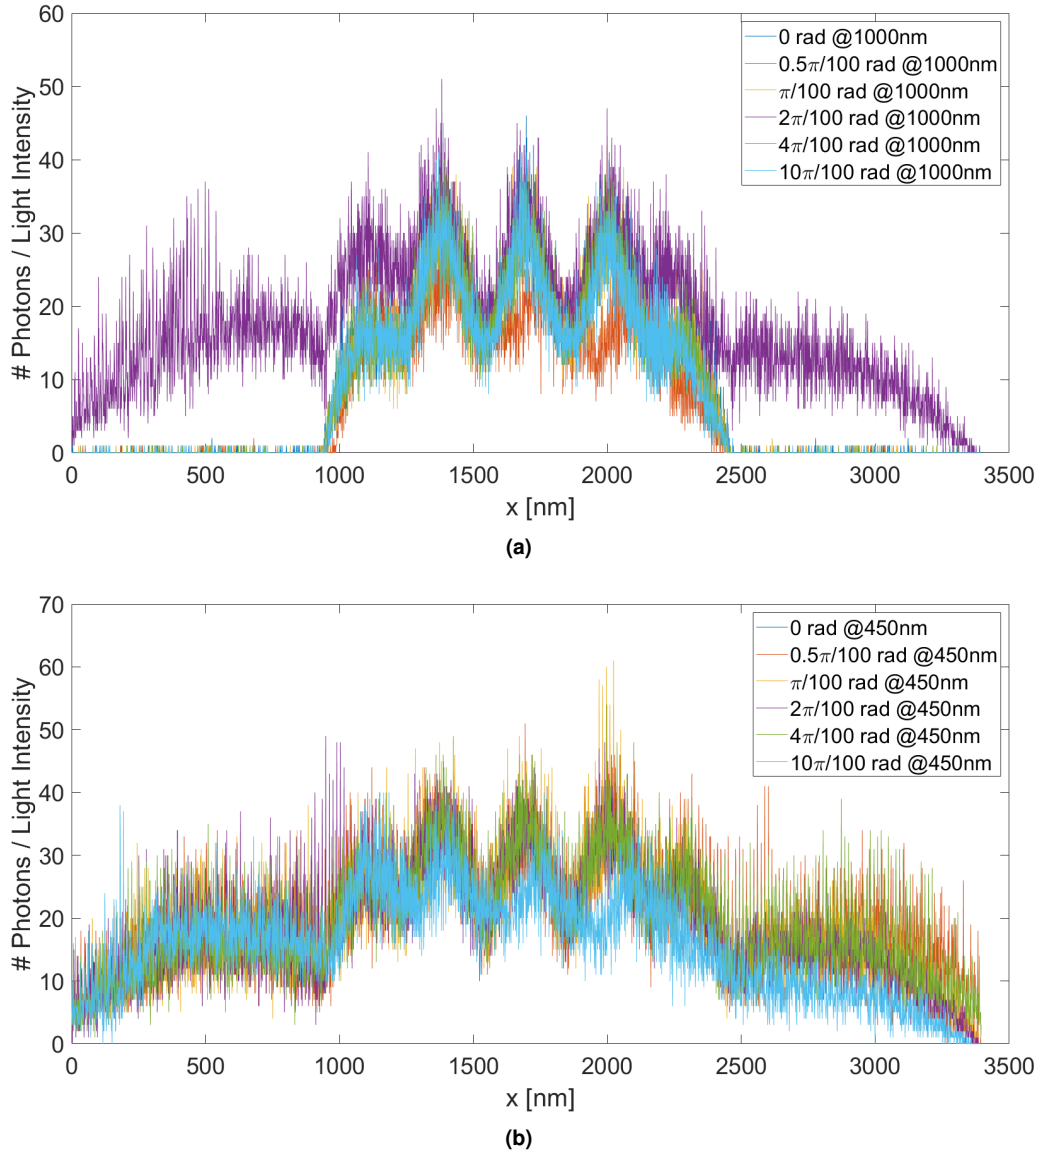 60
50
40
30
20
10
0
# Photons / Light Intensity
0 rad @1000nm
0.5π/100 rad @1000nm
π/100 rad @1000nm
2π/100 rad @1000nm
4π/100 rad @1000nm
10π/100 rad @1000nm
0 500 1000 1500 2000 2500 3000 3500
x [nm]
(a)
70
60
50
40
30
20
10
0
# Photons / Light Intensity
0 rad @450nm
0.5π/100 rad @450nm
π/100 rad @450nm
2π/100 rad @450nm
4π/100 rad @450nm
10π/100 rad @450nm
0 500 1000 1500 2000 2500 3000 3500
x [nm]
(b)